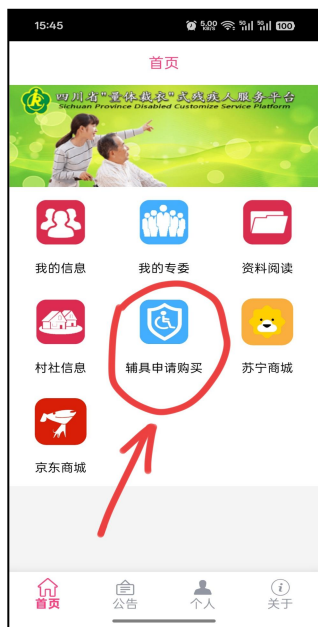 15:45
5.00
KB/S
5G
5G
100
首页
四川省"量体裁衣"式残疾人服务平台
Sichuan Province Disabled Customize Service Platform
我的信息
我的专委
资料阅读
村社信息
辅具申请购买
苏宁商城
京东商城
首页
公告
个人
关于